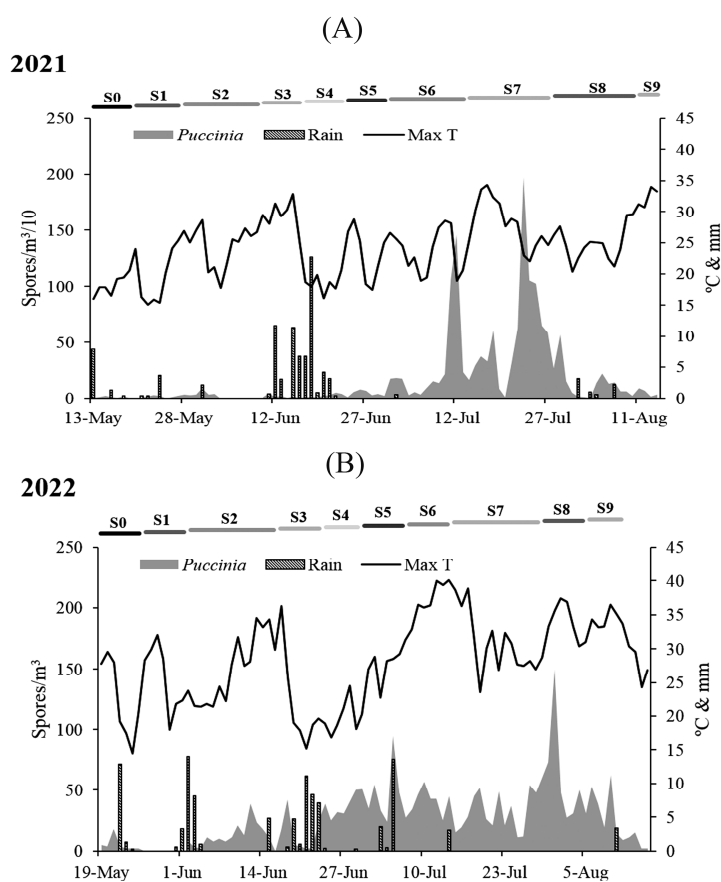 (A)
2021
S0 S1 S2 S3 S4 S5 S6 S7 S8 S9
Puccinia Rain Max T
Spores/m³/10
250
200
150
100
50
0
45
40
35
30
25
20
15
10
5
0
ºC & mm
13-May 28-May 12-Jun 27-Jun 12-Jul 27-Jul 11-Aug
(B)
2022
S0 S1 S2 S3 S4 S5 S6 S7 S8 S9
Puccinia Rain Max T
Spores/m³
250
200
150
100
50
0
45
40
35
30
25
20
15
10
5
0
ºC & mm
19-May 1-Jun 14-Jun 27-Jun 10-Jul 23-Jul 5-Aug